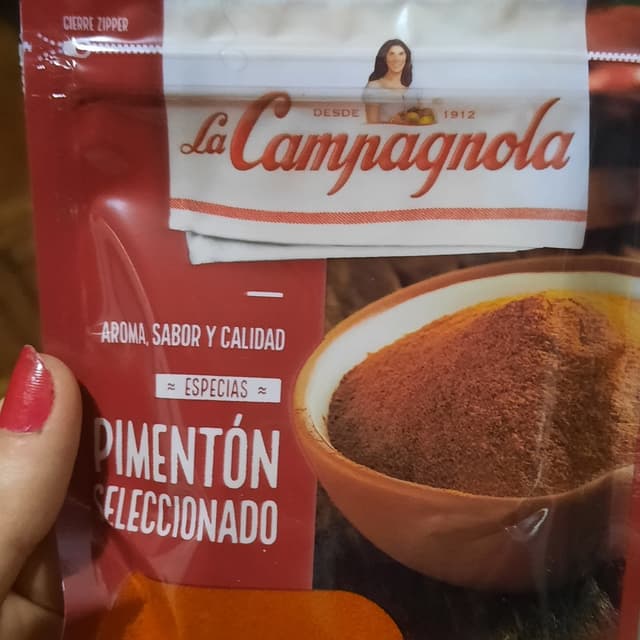 CIERRE ZIPPER
DESDE 1912
La Campagnola
AROMA, SABOR Y CALIDAD
≈ ESPECIAS ≈
PIMENTÓN
SELECCIONADO